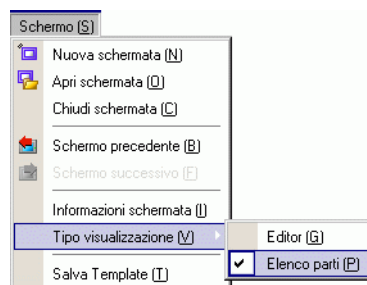 Schermo (S)
Nuova schermata (N)
Apri schermata (O)
Chiudi schermata (C)
Schermo precedente (B)
Schermo successivo (F)
Informazioni schermata (I)
Tipo visualizzazione (V)
Editor (G)
Elenco parti (P)
Salva Template (T)